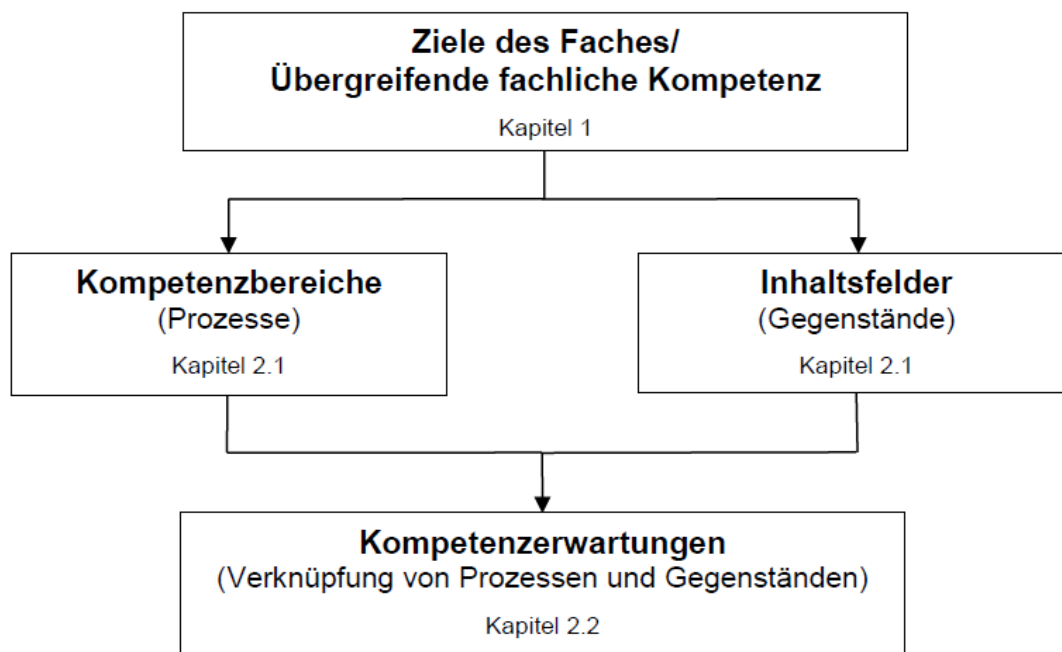 Ziele des Faches/
Übergreifende fachliche Kompetenz
Kapitel 1
Kompetenzbereiche
(Prozesse)
Kapitel 2.1
Inhaltsfelder
(Gegenstände)
Kapitel 2.1
Kompetenzerwartungen
(Verknüpfung von Prozessen und Gegenständen)
Kapitel 2.2